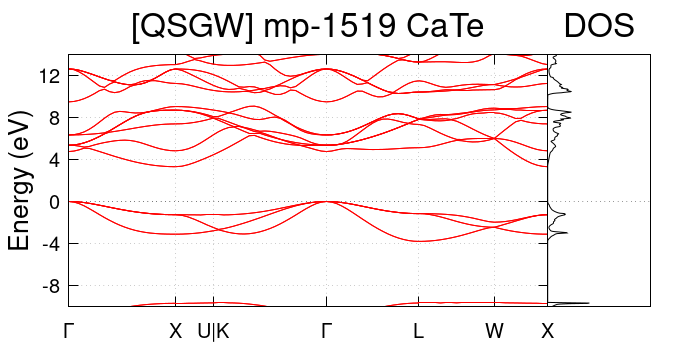 [QSGW] mp-1519 CaTe
DOS
Energy (eV)
12
8
4
0
-4
-8
Γ X U|K Γ L W X